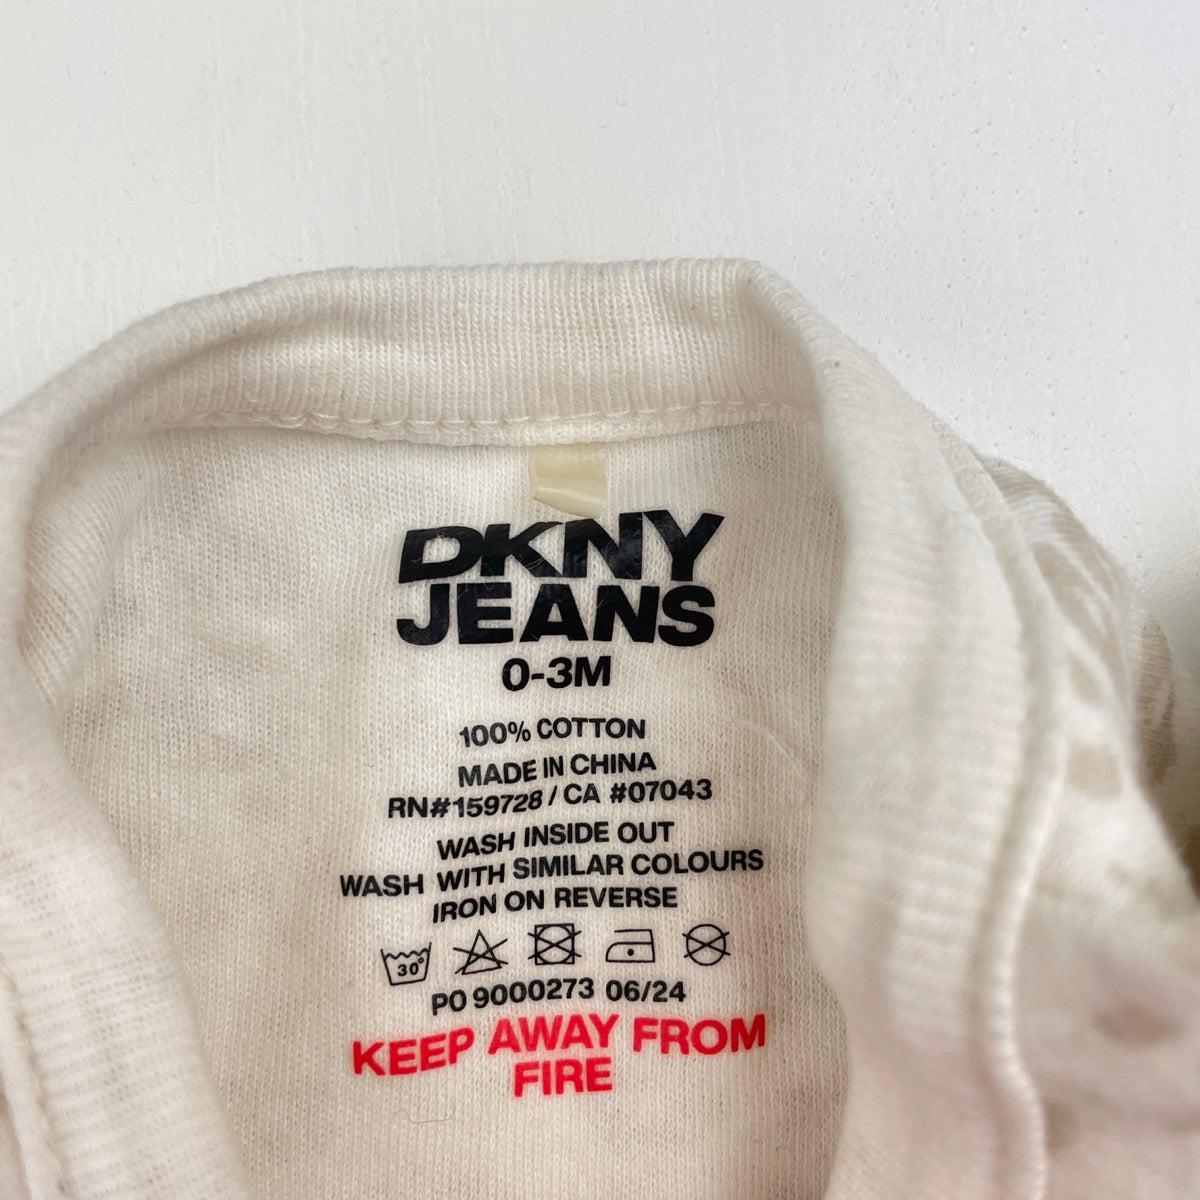 DKNY
JEANS
0-3M
100% COTTON
MADE IN CHINA
RN#159728 / CA #07043
WASH INSIDE OUT
WASH WITH SIMILAR COLOURS
IRON ON REVERSE
30°
PO 9000273 06/24
KEEP AWAY FROM
FIRE